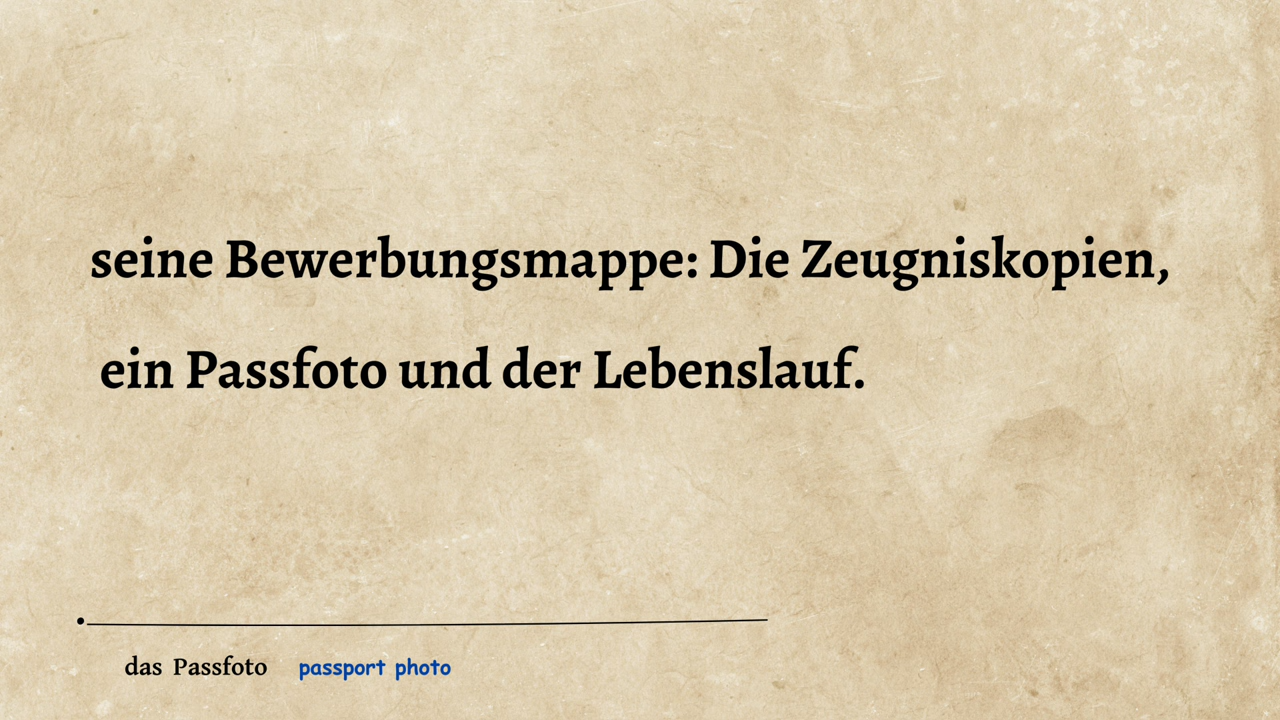 seine Bewerbungsmappe: Die Zeugniskopien,
ein Passfoto und der Lebenslauf.
das Passfoto passport photo